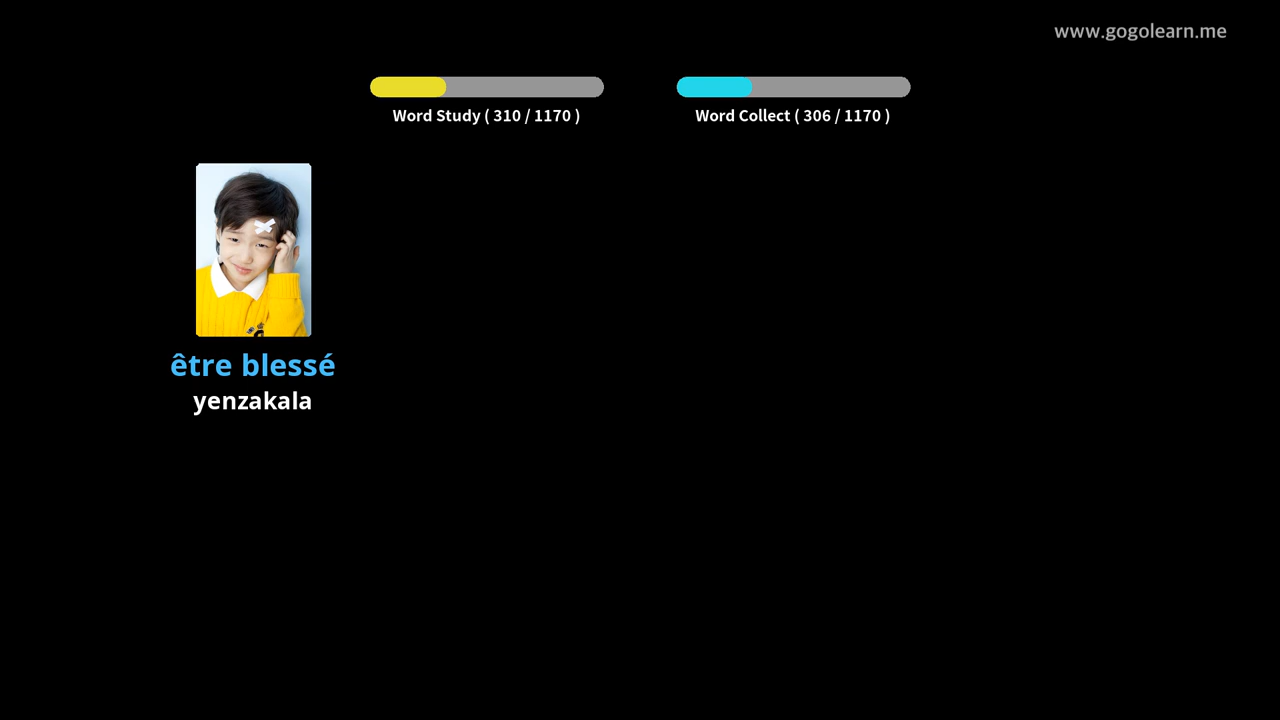 www.gogolearn.me
Word Study ( 310 / 1170 )
Word Collect ( 306 / 1170 )
être blessé
yenzakala